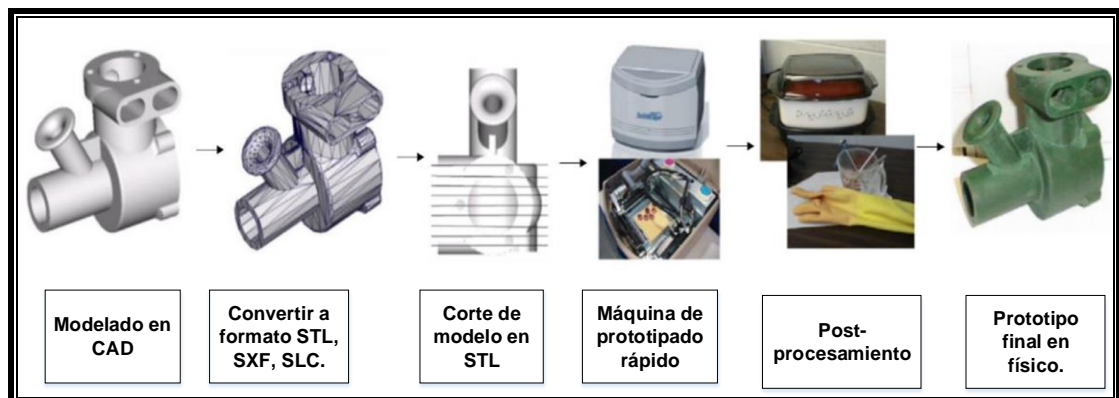 Modelado en
CAD
Convertir a
formato STL,
SXF, SLC.
Corte de
modelo en
STL
Máquina de
prototipado
rápido
Post-
procesamiento
Prototipo
final en
físico.